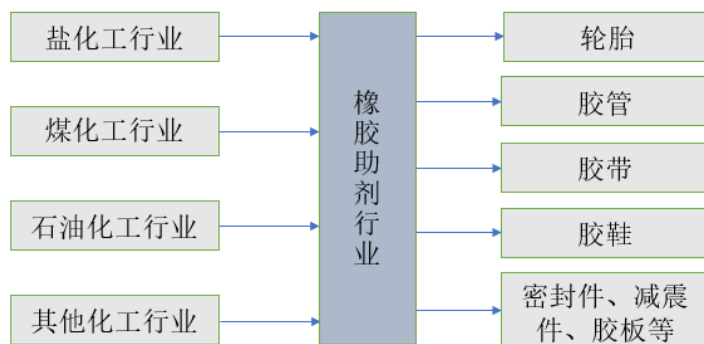 盐化工行业
煤化工行业
石油化工行业
其他化工行业
橡胶助剂行业
轮胎
胶管
胶带
胶鞋
密封件、减震
件、胶板等